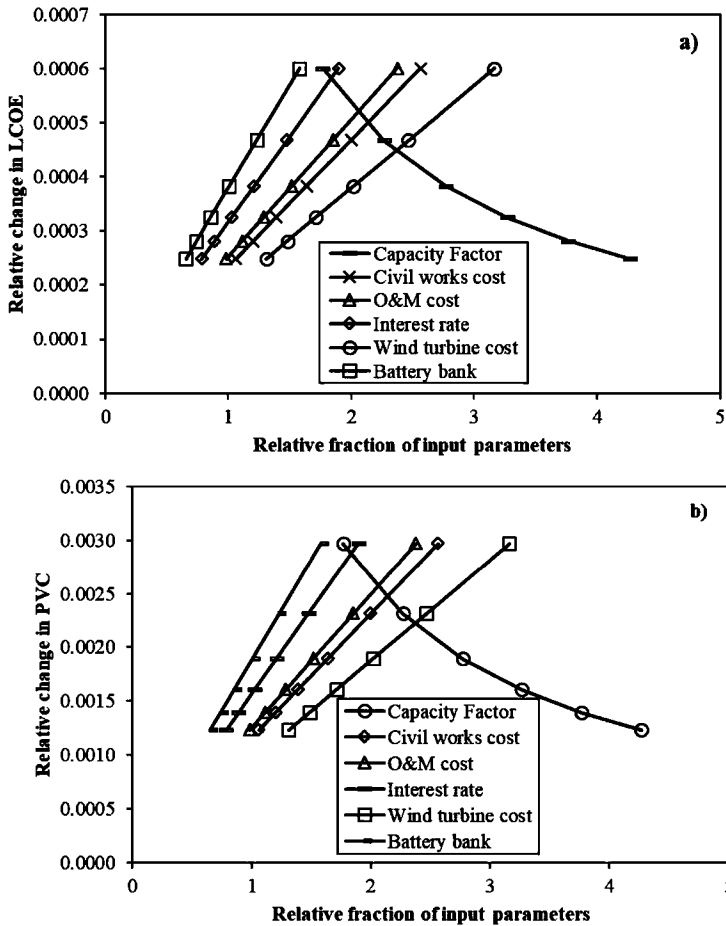 a)
Relative change in LCOE
0.0007
0.0006
0.0005
0.0004
0.0003
0.0002
0.0001
0.0000
Capacity Factor
Civil works cost
O&M cost
Interest rate
Wind turbine cost
Battery bank
0 1 2 3 4 5
Relative fraction of input parameters
b)
Relative change in PVC
0.0035
0.0030
0.0025
0.0020
0.0015
0.0010
0.0005
0.0000
Capacity Factor
Civil works cost
O&M cost
Interest rate
Wind turbine cost
Battery bank
0 1 2 3 4
Relative fraction of input parameters